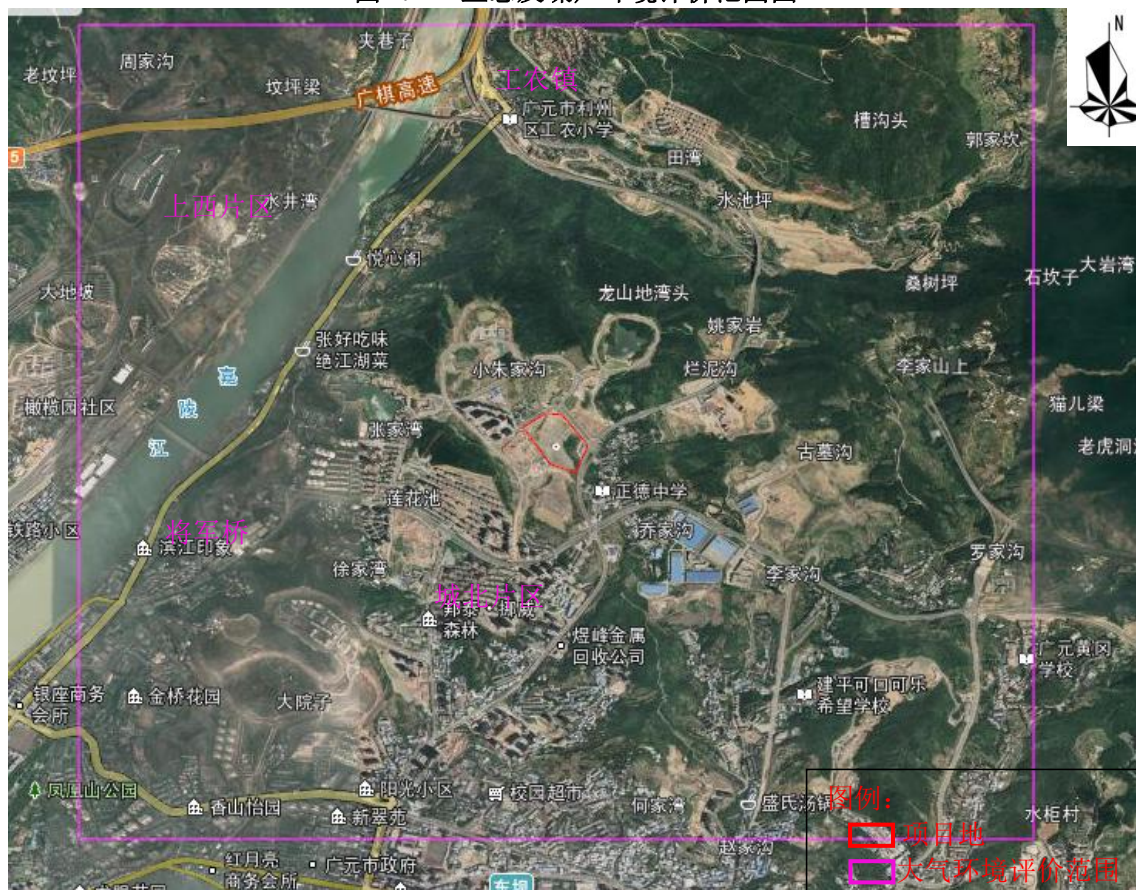 N
夹巷子
周家沟
老坟坪
坟坪梁
广棋高速
工农镇
广元市利州
区工农小学
槽沟头
郭家坎
田湾
5
上西片区
水井湾
水池坪
悦心阁
大岩湾
石坎子
桑树坪
大地坡
龙山地湾头
姚家岩
张好吃味
绝江湖菜
小朱家沟
烂泥沟
李家山上
嘉
陵
江
橄榄园社区
猫儿梁
张家湾
古墓沟
老虎洞
莲花池
正德中学
铁路小区
将军桥
滨江印象
乔家沟
罗家沟
徐家湾
李家沟
城北片区
邦泰·挪威
森林
煜峰金属
回收公司
广元黄冈
学校
银座商务
会所
金桥花园
大院子
建平可口可乐
希望学校
凤凰山公园
香山怡园
阳光小区
校园超市
何家湾
盛氏汤锅
新翠苑
水柜村
赵家沟
红月亮
商务会所
广元市政府
东坝
图例:
项目地
大气环境评价范围